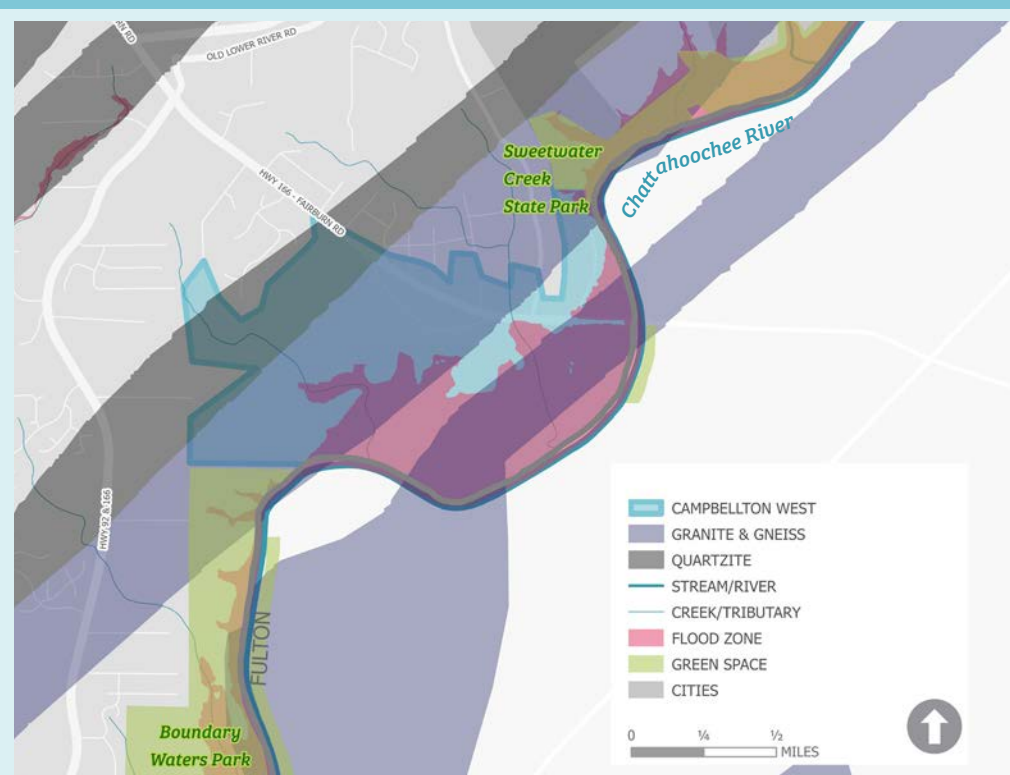 RN RD
OLD LOWER RIVER RD
Sweetwater
Creek
State Park
Chattahoochee River
HWY 166 - FAIRBURN RD
HWY 92 & 166
FULTON
Boundary
Waters Park
CAMPBELLTON WEST
GRANITE & GNEISS
QUARTZITE
STREAM/RIVER
CREEK/TRIBUTARY
FLOOD ZONE
GREEN SPACE
CITIES
0 ¼ ½
MILES